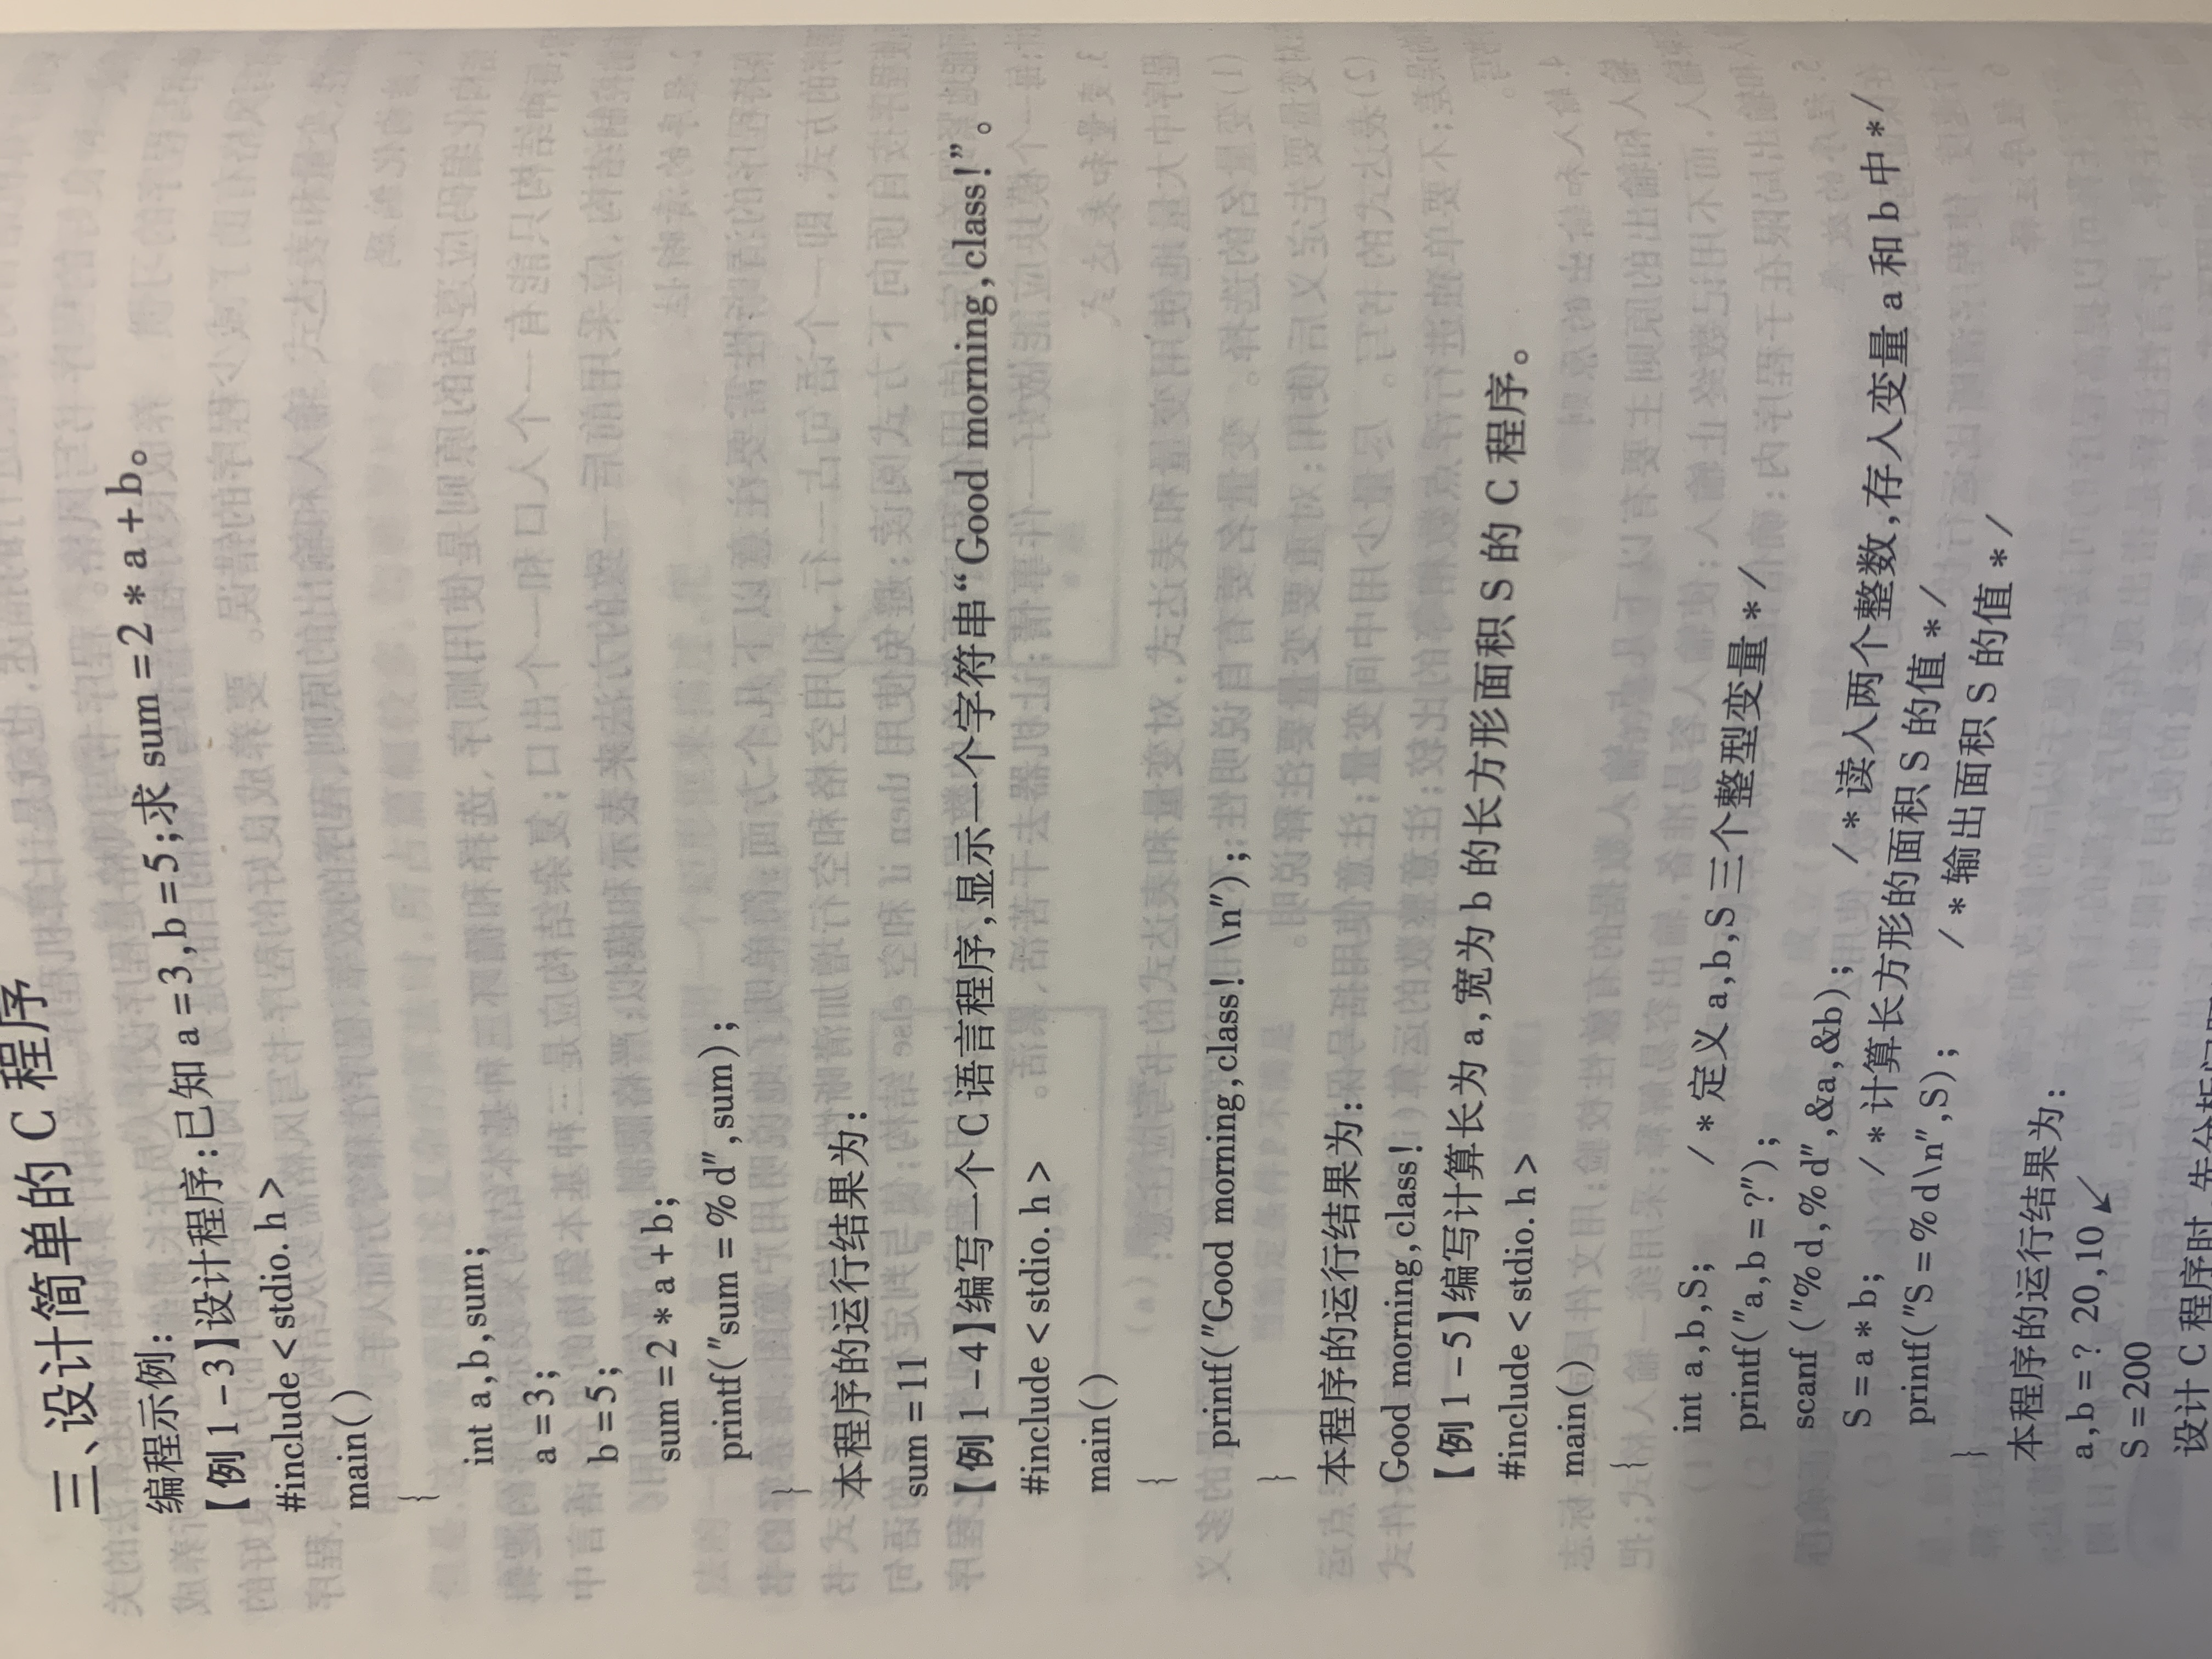 三、设计简单的 C 程序
编程示例:
【例 1－3】设计程序:已知 a = 3,b = 5;求 sum = 2 * a + b。
#include < stdio. h >
main( )
{
int a,b,sum;
a = 3;
b = 5;
sum = 2 * a + b;
printf("sum = % d",sum);
}
本程序的运行结果为:
sum = 11
【例 1－4】编写一个 C 语言程序,显示一个字符串“Good morning,class!”。
#include < stdio. h >
main( )
{
printf("Good morning,class! \n");
}
本程序的运行结果为:
Good morning,class!
【例 1－5】编写计算长为 a,宽为 b 的长方形面积 S 的 C 程序。
#include < stdio. h >
main( )
{
int a,b,S; / * 定义 a,b,S 三个整型变量 * /
printf("a,b = ?");
scanf ("% d,% d",&a,&b); / * 读入两个整数,存入变量 a 和 b 中 * /
S = a * b; / * 计算长方形的面积 S 的值 * /
printf("S = % d\n",S); / * 输出面积 S 的值 * /
}
本程序的运行结果为:
a,b = ? 20,10 ↙
S = 200
设计 C 程序时,先分析问题